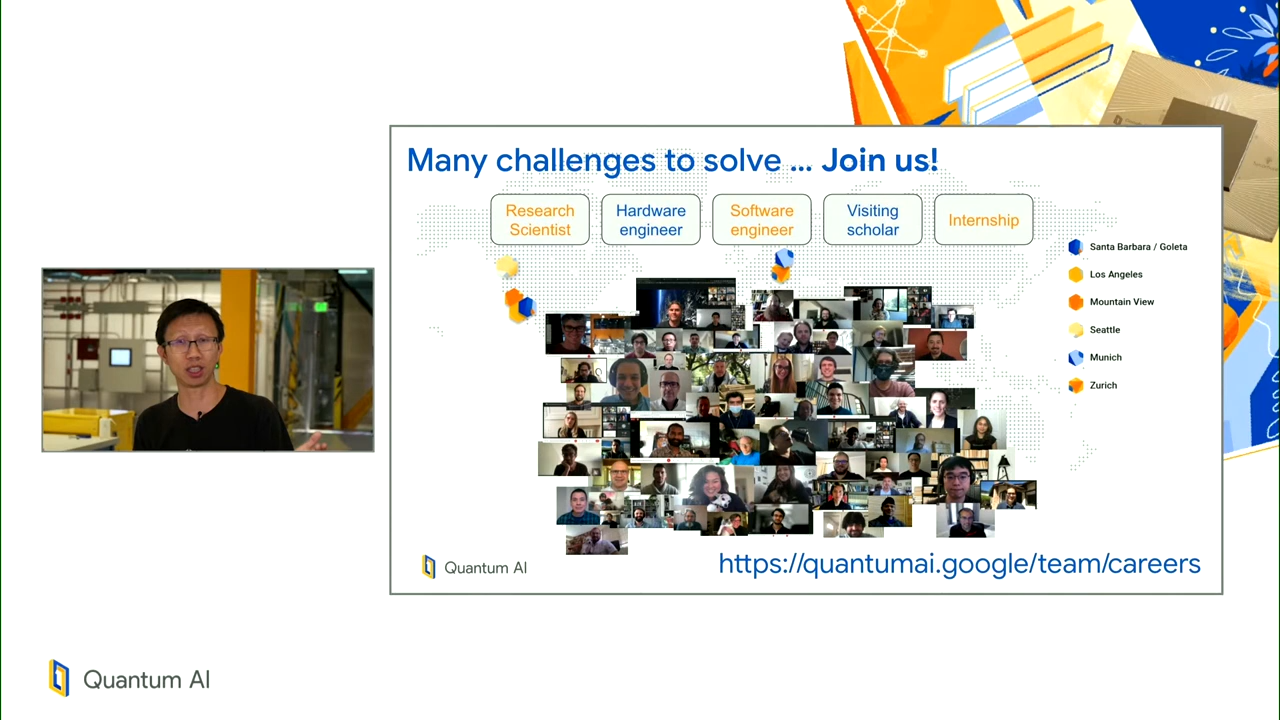 Many challenges to solve ... Join us!
Research
Scientist
Hardware
engineer
Software
engineer
Visiting
scholar
Internship
Santa Barbara / Goleta
Los Angeles
Mountain View
Seattle
Munich
Zurich
Quantum AI
https://quantumai.google/team/careers
Quantum AI